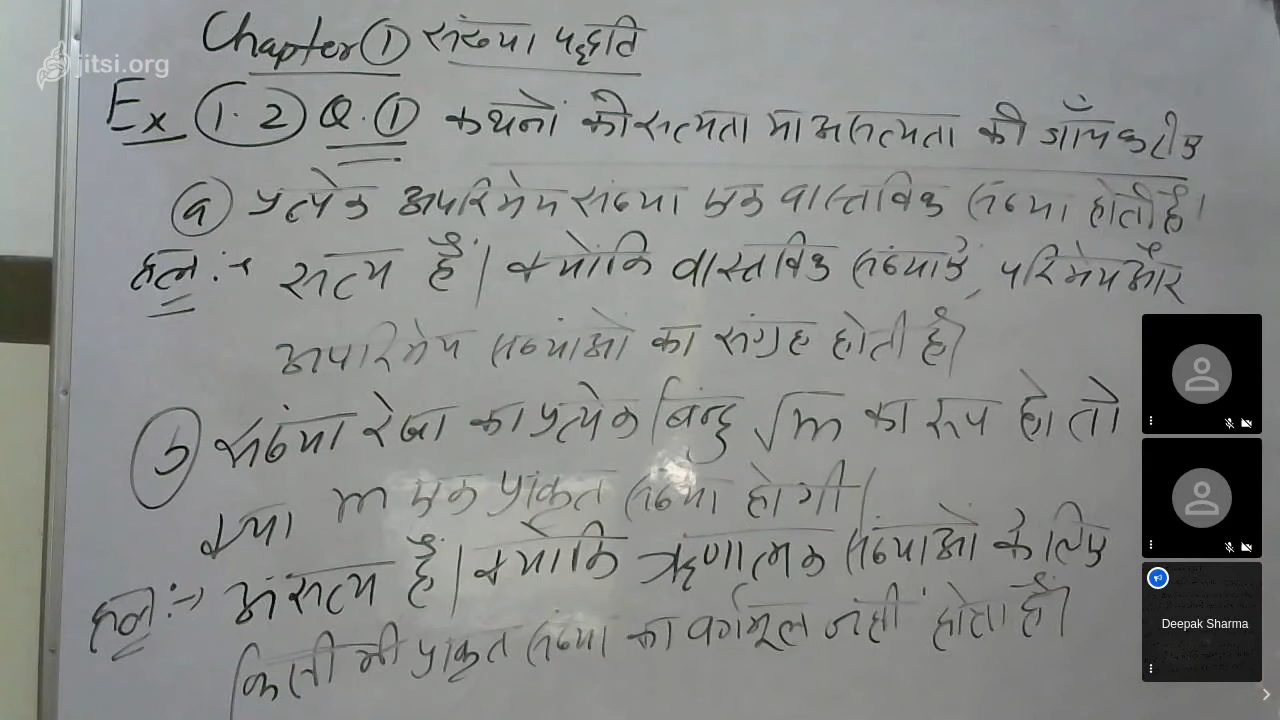 jitsi.org
Chapter ① संख्या पद्धति
Ex 1.2 Q.① कथनों की सत्यता या असत्यता की जाँच
ⓐ प्रत्येक अपरिमेय संख्या एक वास्तविक संख्या होती है।
हल :→ सत्य है। क्योंकि वास्तविक संख्याऐं, परिमेय और
अपरिमेय संख्यांओं का संग्रह होती है।
ⓑ संख्या रेखा का प्रत्येक बिन्दु √m का रूप हो तो
क्या m एक प्राकृत संख्या होगी।
हल :→ असत्य है। क्योंकि ऋणात्मक संख्याओं के लिए
किसी भी प्राकृत संख्या का वर्गमूल नहीं होता है।
Deepak Sharma